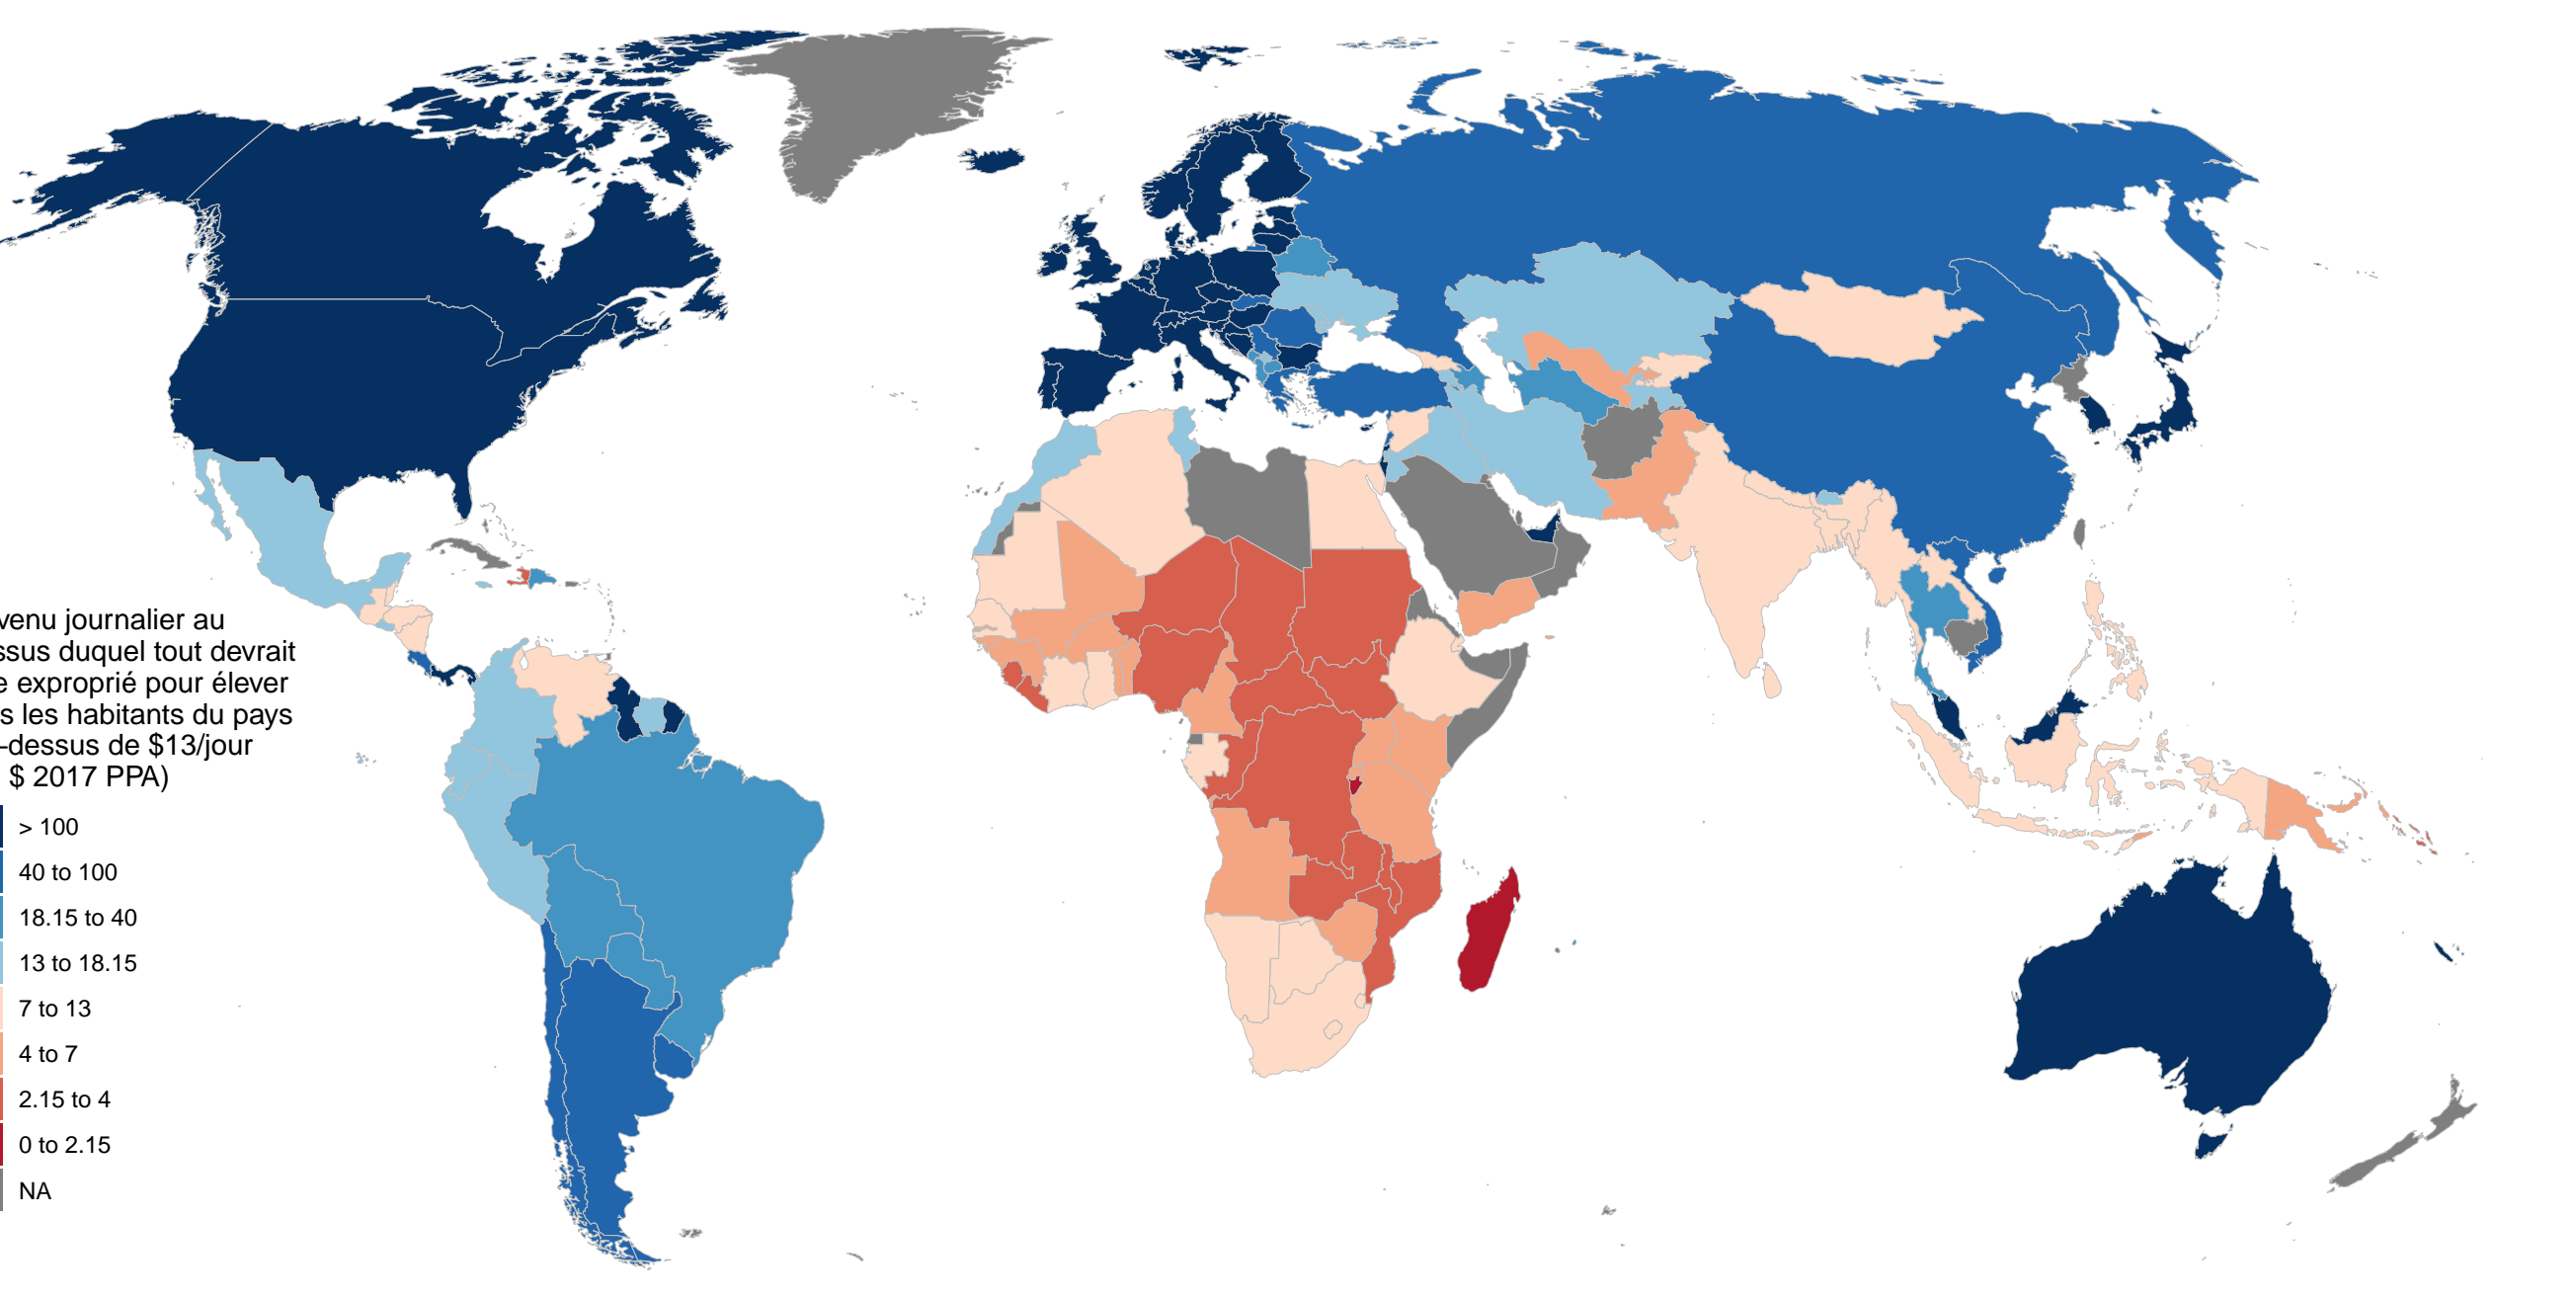 venu journalier au
ssus duquel tout devrait
e exproprié pour élever
s les habitants du pays
-dessus de $13/jour
$ 2017 PPA)
> 100
40 to 100
18.15 to 40
13 to 18.15
7 to 13
4 to 7
2.15 to 4
0 to 2.15
NA